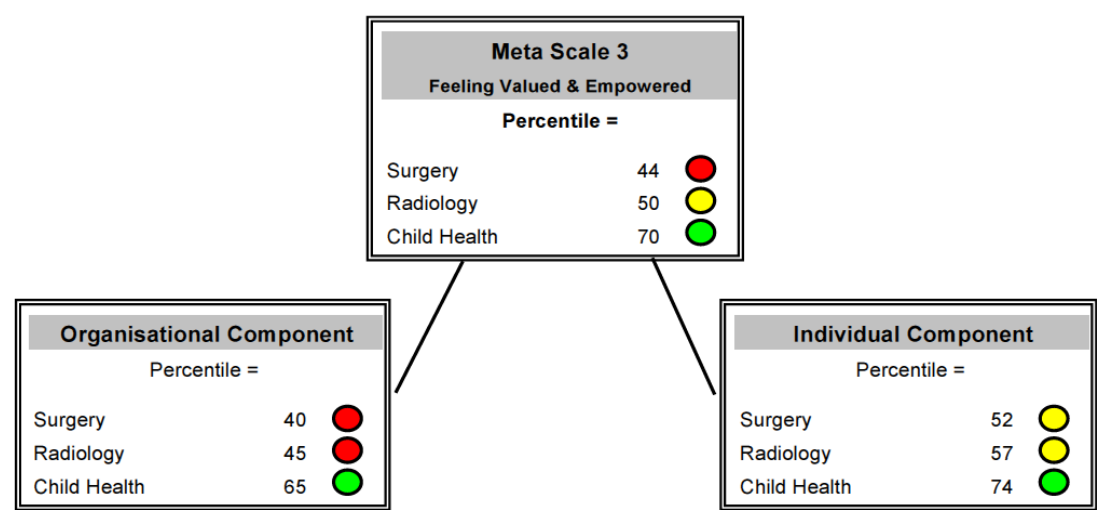 Meta Scale 3
Feeling Valued & Empowered
Percentile =
Surgery 44
Radiology 50
Child Health 70
Organisational Component
Percentile =
Surgery 40
Radiology 45
Child Health 65
Individual Component
Percentile =
Surgery 52
Radiology 57
Child Health 74